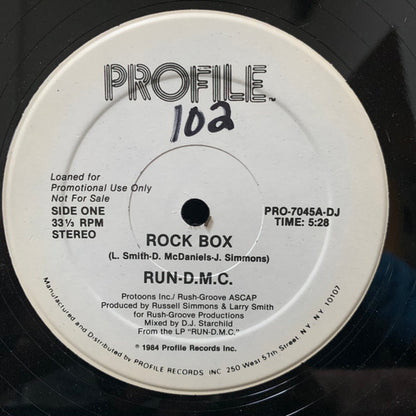 PROFILE™
102
Loaned for
Promotional Use Only
Not For Sale
SIDE ONE
33⅓ RPM
STEREO
PRO-7045A-DJ
TIME: 5:28
ROCK BOX
(L. Smith-D. McDaniels-J. Simmons)
RUN-D.M.C.
Protoons Inc./ Rush-Groove ASCAP
Produced by Russell Simmons & Larry Smith
for Rush-Groove Productions
Mixed by D.J. Starchild
From the LP "RUN-D.M.C."
℗ 1984 Profile Records Inc.
Manufactured and Distributed by PROFILE RECORDS INC 250 West 57th Street, NY, NY 10107